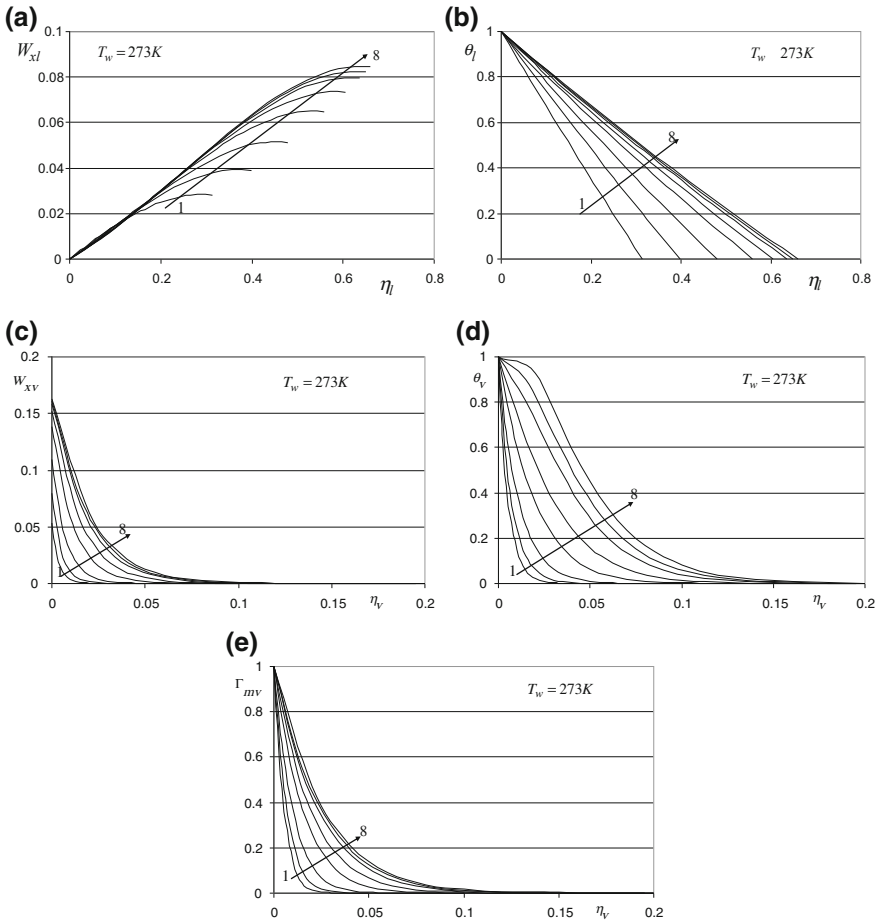 (a)
0.1
W_{xl}
T_w = 273K
8
0.08
0.06
0.04
1
0.02
0
0 0.2 0.4 0.6 0.8
η_l
(b)
1
θ_l
T_w 273K
0.8
0.6
8
0.4
1
0.2
0
0 0.2 0.4 0.6 0.8
η_l
(c)
0.2
W_{xv}
T_w = 273K
0.15
0.1
0.05
8
1
0
0 0.05 0.1 0.15 0.2
η_v
(d)
1
θ_v
T_w = 273K
0.8
0.6
0.4
8
0.2
1
0
0 0.05 0.1 0.15 0.2
η_v
(e)
1
Γ_{mv}
T_w = 273K
0.8
0.6
0.4
8
0.2
1
0
0 0.05 0.1 0.15 0.2
η_v